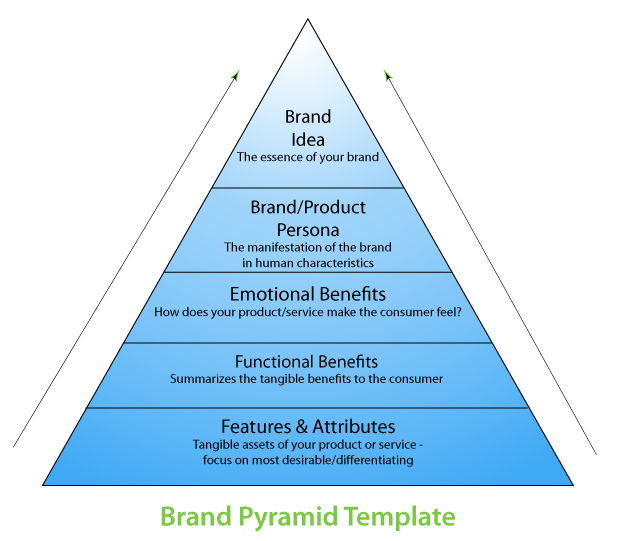 Brand
Idea
The essence of your brand
Brand/Product
Persona
The manifestation of the brand
in human characteristics
Emotional Benefits
How does your product/service make the consumer feel?
Functional Benefits
Summarizes the tangible benefits to the consumer
Features & Attributes
Tangible assets of your product or service -
focus on most desirable/differentiating
Brand Pyramid Template